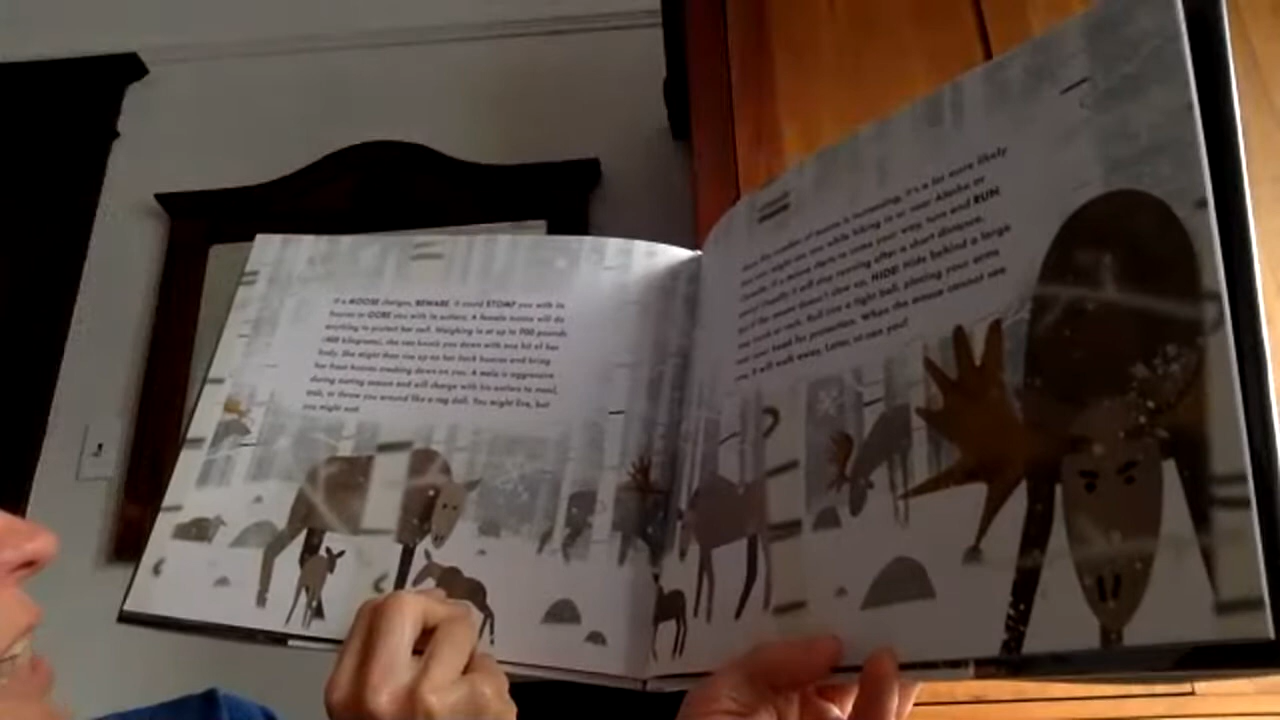 If a MOOSE charges, BEWARE. It could STOMP you with its
hooves or GORE you with its antlers. A female moose will do
anything to protect her calf. Weighing in at up to 900 pounds
(408 kilograms), she can knock you down with one hit of her
body. She might then rise up on her back hooves and bring
her front hooves crashing down on you. A male is aggressive
during mating season and will charge with his antlers to maul,
stab, or throw you around like a rag doll. You might live, but
you might not!
the number of moose is increasing, it's a lot more likely
that you might see one while hiking in or near Alaska or
Canada. If a moose starts to come your way, turn and RUN
away! Usually it will stop running after a short distance.
But if the moose doesn't slow up, HIDE! Hide behind a large
tree trunk or rock. Roll into a tight ball, placing your arms
over your head for protection. When the moose cannot see
you, it will walk away. Later,